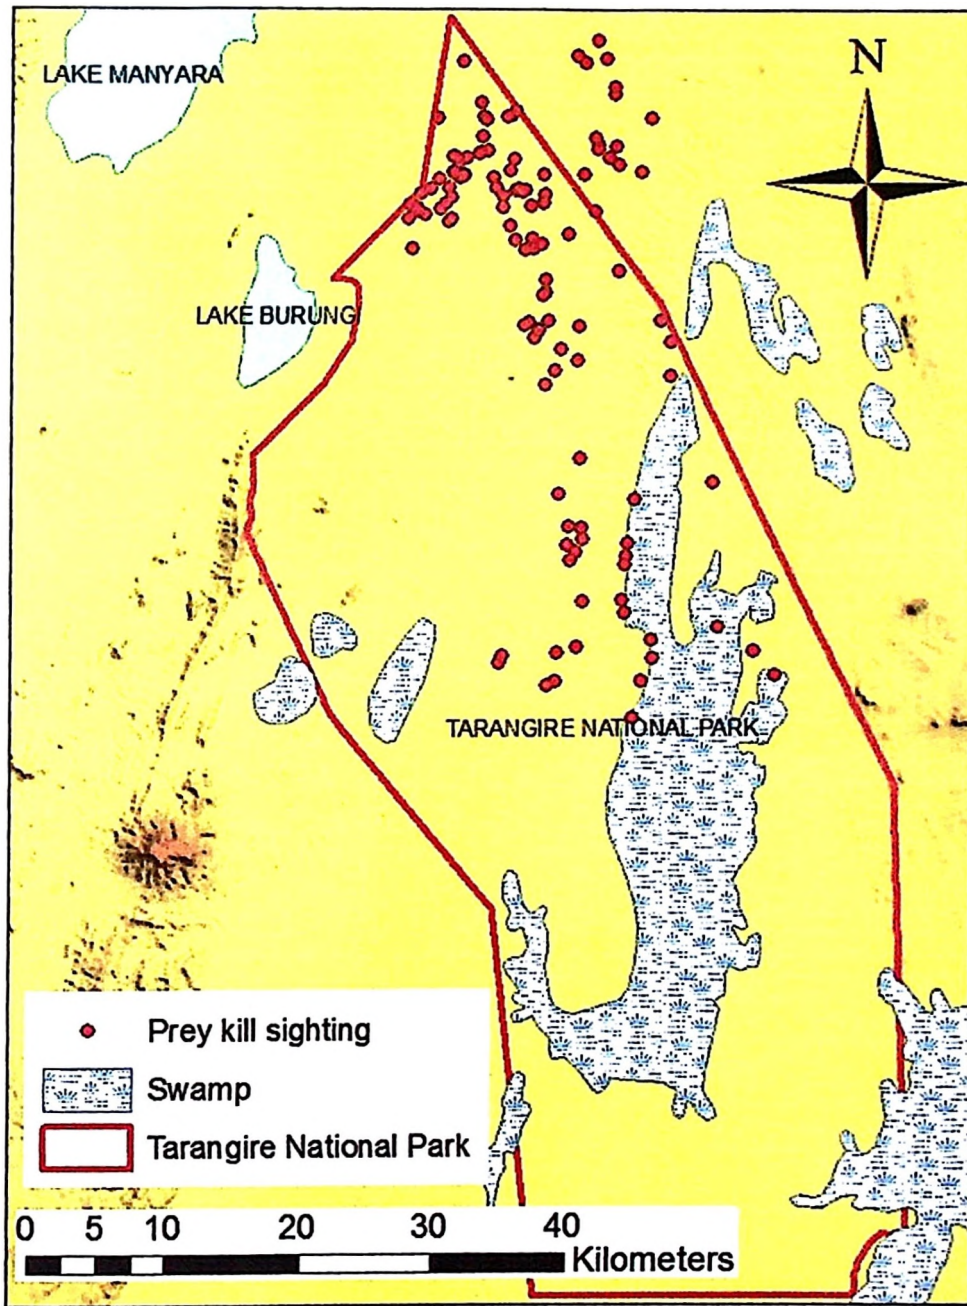 LAKE MANYARA
N
LAKE BURUNG
TARANGIRE NATIONAL PARK
Prey kill sighting
Swamp
Tarangire National Park
0 5 10 20 30 40
Kilometers